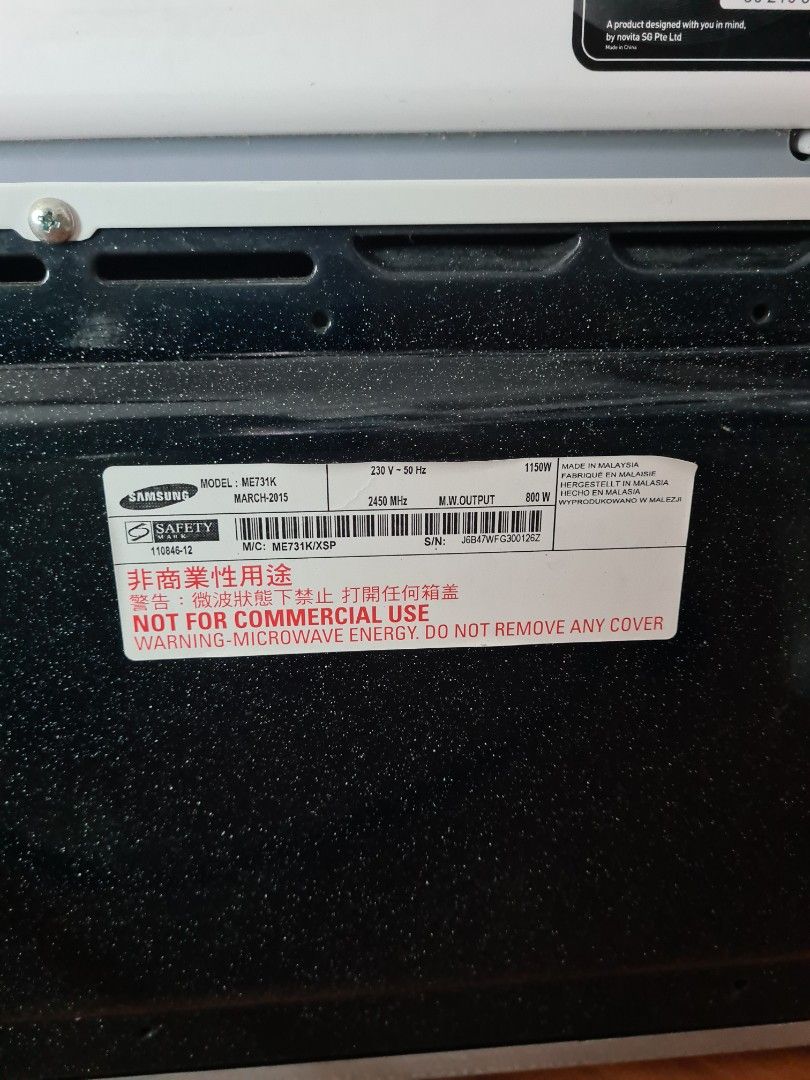 A product designed with you in mind,
by novita SG Pte Ltd
Made in China
SAMSUNG
MODEL : ME731K
MARCH-2015
230 V ~ 50 Hz 1150W
2450 MHz M.W.OUTPUT 800 W
MADE IN MALAYSIA
FABRIQUÉ EN MALAISIE
HERGESTELLT IN MALASIA
HECHO EN MALASIA
WYPRODUKOWANO W MALEZJI
SAFETY
MARK
110846-12
M/C: ME731K/XSP S/N: J6B47WFG300126Z
非商業性用途
警告：微波狀態下禁止 打開任何箱盖
NOT FOR COMMERCIAL USE
WARNING-MICROWAVE ENERGY. DO NOT REMOVE ANY COVER